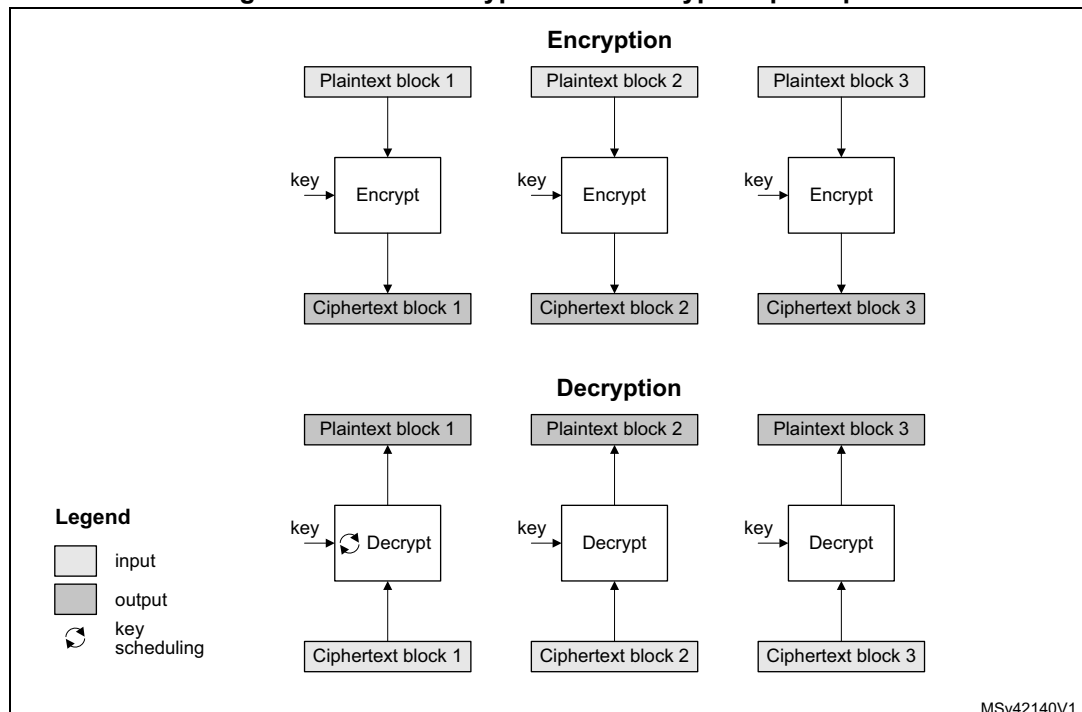 Encryption
Plaintext block 1 Plaintext block 2 Plaintext block 3
key Encrypt key Encrypt key Encrypt
Ciphertext block 1 Ciphertext block 2 Ciphertext block 3
Decryption
Plaintext block 1 Plaintext block 2 Plaintext block 3
key Decrypt key Decrypt key Decrypt
Ciphertext block 1 Ciphertext block 2 Ciphertext block 3
Legend
input
output
key
scheduling
MSv42140V1